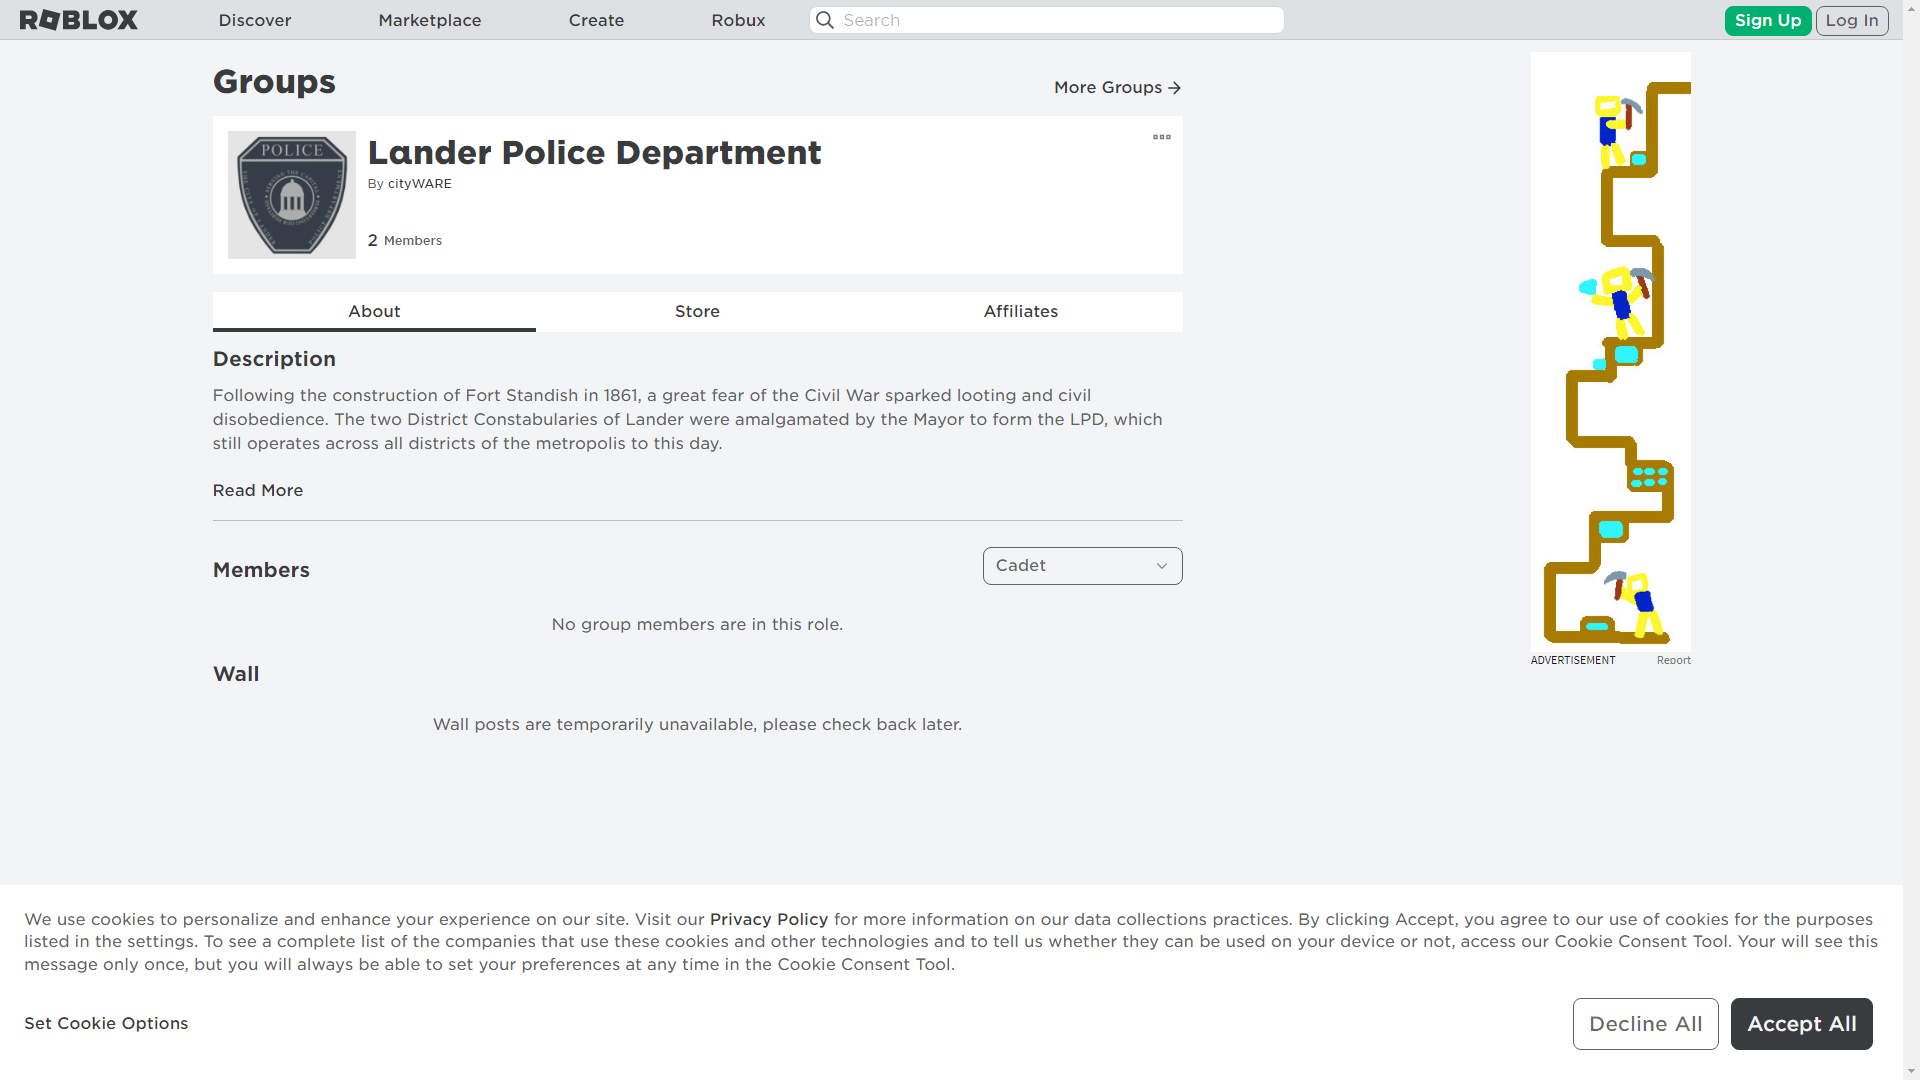 ROBLOX
Discover
Marketplace
Create
Robux
Search
Sign Up
Log In
Groups
More Groups
POLICE
Lander Police Department
By cityWARE
2 Members
About
Store
Affiliates
Description
Following the construction of Fort Standish in 1861, a great fear of the Civil War sparked looting and civil
disobedience. The two District Constabularies of Lander were amalgamated by the Mayor to form the LPD, which
still operates across all districts of the metropolis to this day.
Read More
Members
Cadet
No group members are in this role.
Wall
Wall posts are temporarily unavailable, please check back later.
ADVERTISEMENT
Report
We use cookies to personalize and enhance your experience on our site. Visit our Privacy Policy for more information on our data collections practices. By clicking Accept, you agree to our use of cookies for the purposes
listed in the settings. To see a complete list of the companies that use these cookies and other technologies and to tell us whether they can be used on your device or not, access our Cookie Consent Tool. Your will see this
message only once, but you will always be able to set your preferences at any time in the Cookie Consent Tool.
Set Cookie Options
Decline All
Accept All